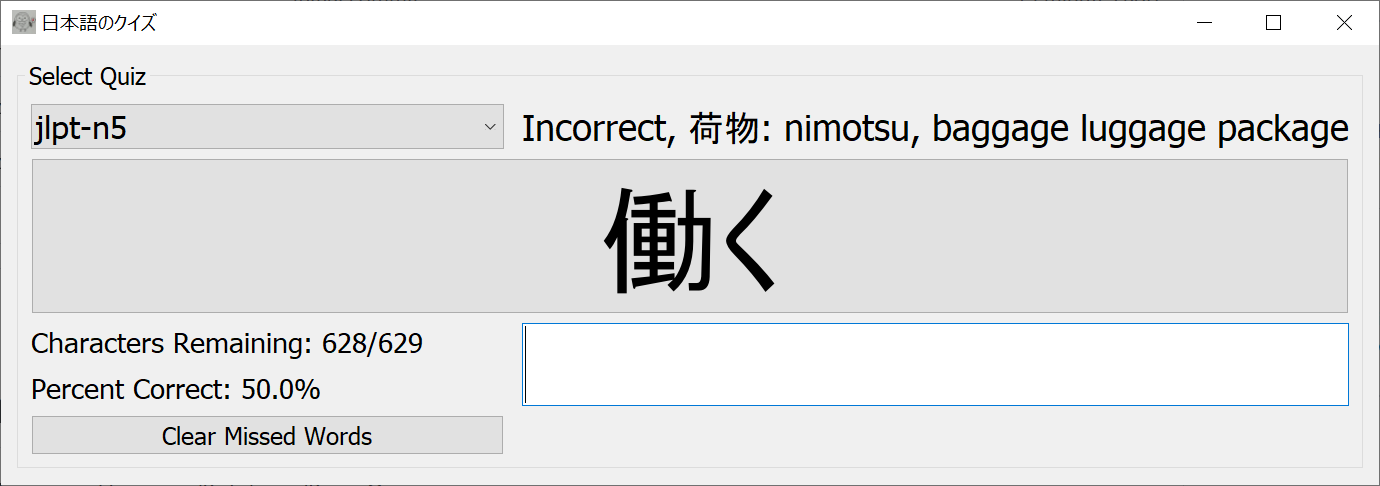 日本語のクイズ
Select Quiz
jlpt-n5
Incorrect, 荷物: nimotsu, baggage luggage package
働く
Characters Remaining: 628/629
Percent Correct: 50.0%
Clear Missed Words